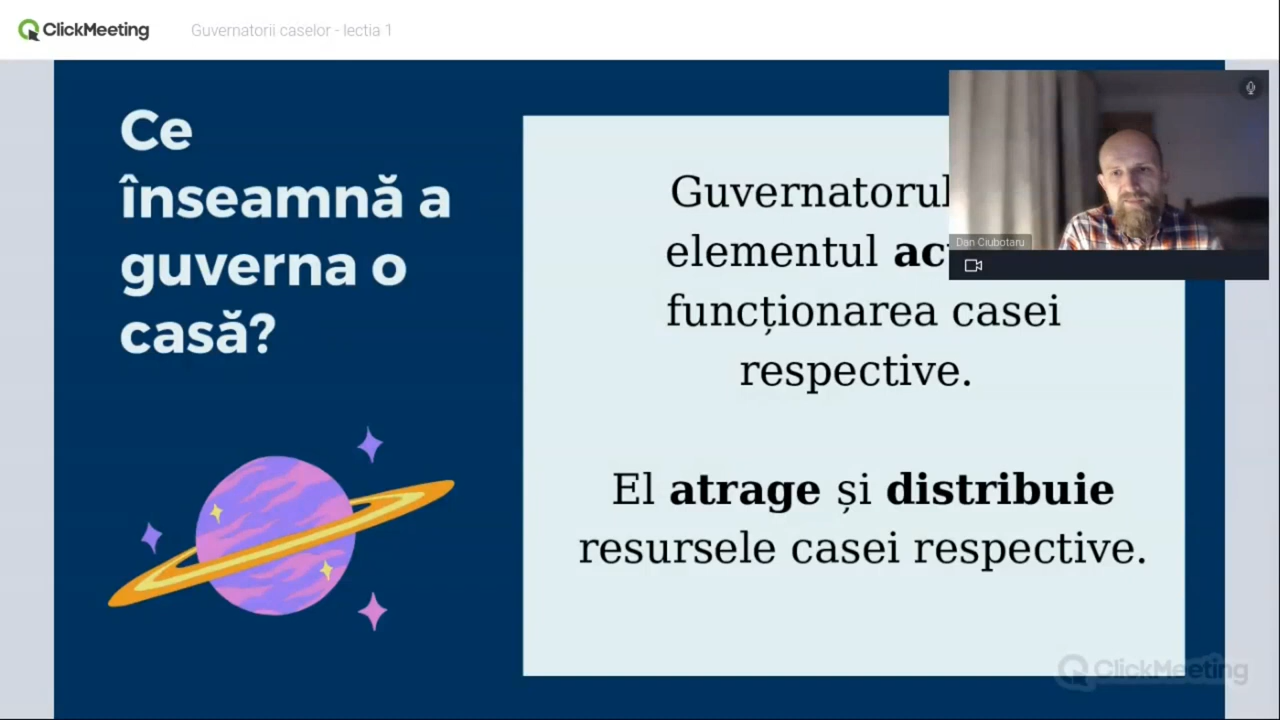 ClickMeeting
Guvernatorii caselor - lectia 1
Ce
înseamnă a
guverna o
casă?
Guvernatorul
elementul
funcționarea casei
respective.
El atrage și distribuie
resursele casei respective.
Dan Ciubotaru
ClickMeeting